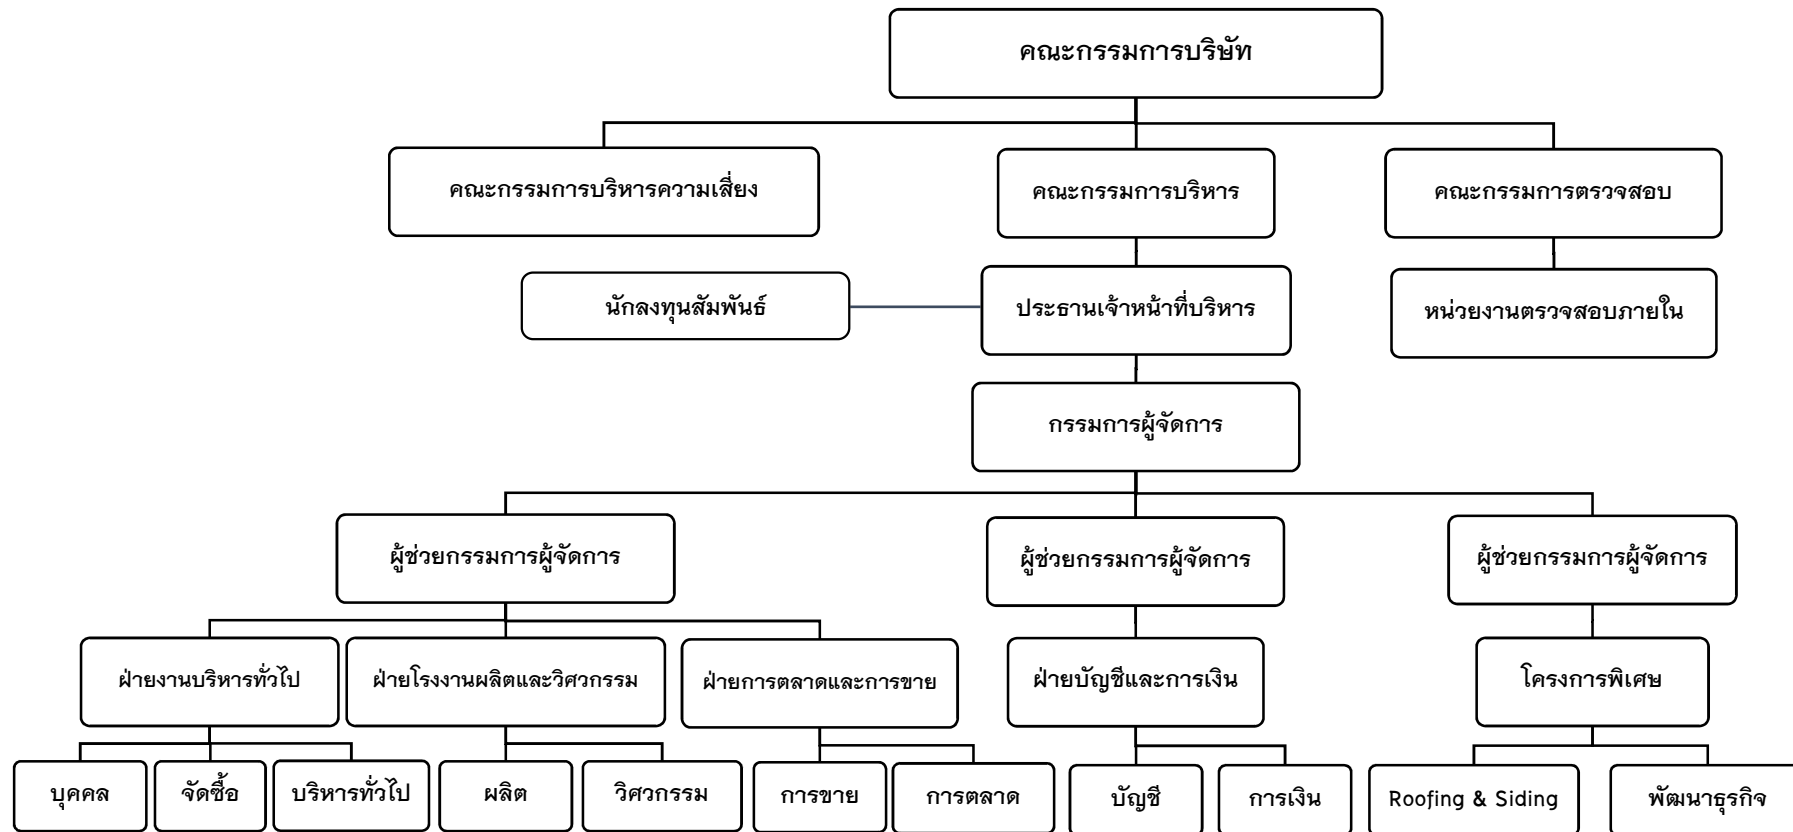 คณะกรรมการบริษัท
คณะกรรมการบริหารความเสี่ยง
คณะกรรมการบริหาร
คณะกรรมการตรวจสอบ
นักลงทุนสัมพันธ์
ประธานเจ้าหน้าที่บริหาร
หน่วยงานตรวจสอบภายใน
กรรมการผู้จัดการ
ผู้ช่วยกรรมการผู้จัดการ
ผู้ช่วยกรรมการผู้จัดการ
ผู้ช่วยกรรมการผู้จัดการ
ฝ่ายงานบริหารทั่วไป
ฝ่ายโรงงานผลิตและวิศวกรรม
ฝ่ายการตลาดและการขาย
ฝ่ายบัญชีและการเงิน
โครงการพิเศษ
บุคคล
จัดซื้อ
บริหารทั่วไป
ผลิต
วิศวกรรม
การขาย
การตลาด
บัญชี
การเงิน
Roofing & Siding
พัฒนาธุรกิจ